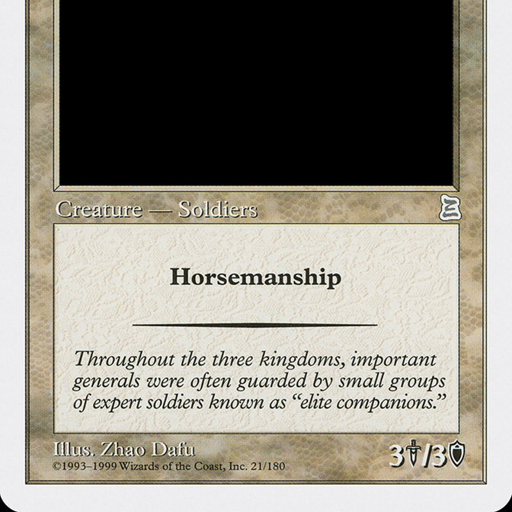 Creature — Soldiers
Horsemanship
Throughout the three kingdoms, important
generals were often guarded by small groups
of expert soldiers known as “elite companions.”
Illus. Zhao Dafu
©1993–1999 Wizards of the Coast, Inc. 21/180
3/3